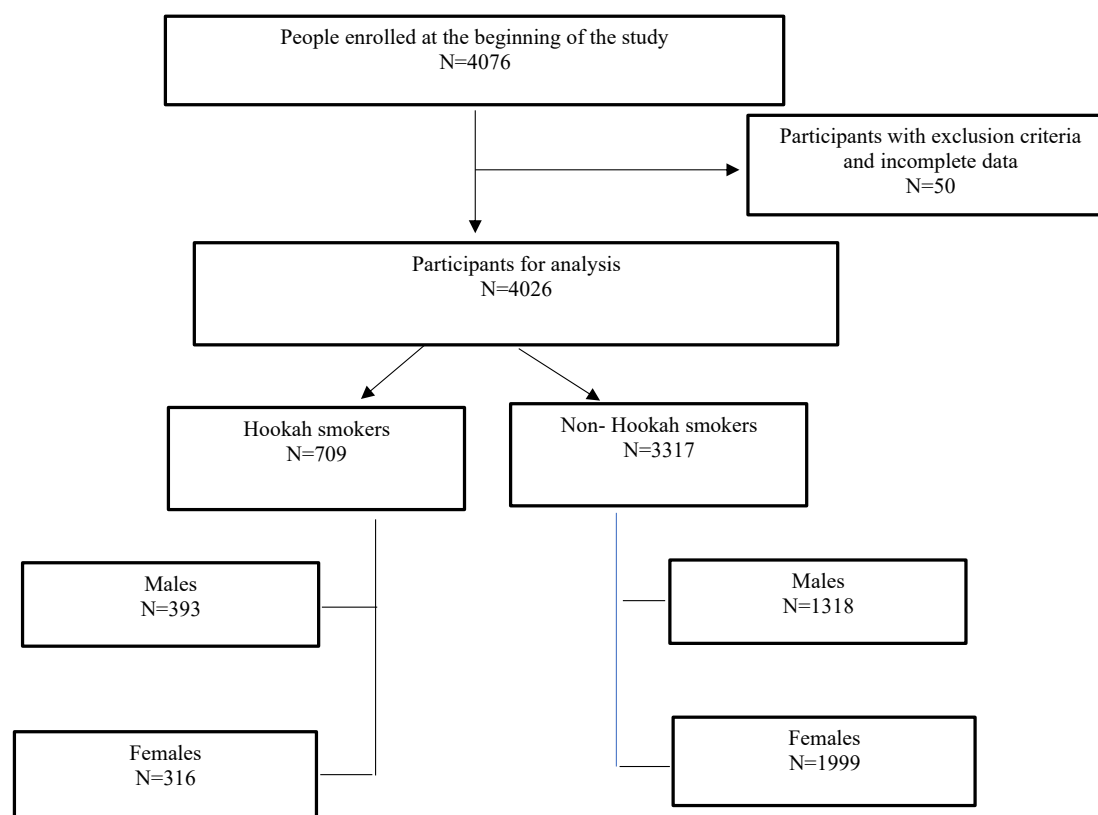 People enrolled at the beginning of the study
N=4076
Participants with exclusion criteria
and incomplete data
N=50
Participants for analysis
N=4026
Hookah smokers
N=709
Non- Hookah smokers
N=3317
Males
N=393
Males
N=1318
Females
N=316
Females
N=1999